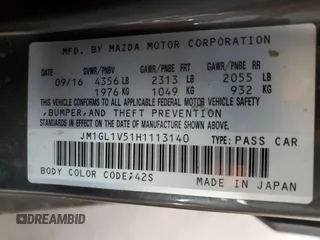 MFD. BY MAZDA MOTOR CORPORATION
GVWR/PNBV GAWR/PNBE FRT GAWR/PNBE RR
09/16 4356 LB 2313 LB 2055 LB
1976 KG 1049 KG 932 KG
THIS VEHICLE CONFORMS TO ALL APPLICABLE FEDERAL MOTOR VEHICLE SAFETY
,BUMPER,AND THEFT PREVENTION
STANDARDS IN EFFECT ON THE DATE OF MANUFACTURE SHOWN ABOVE.
JM1GL1V51H1113140 TYPE: PASS CAR
BODY COLOR CODE;42S
MADE IN JAPAN
DREAMBID